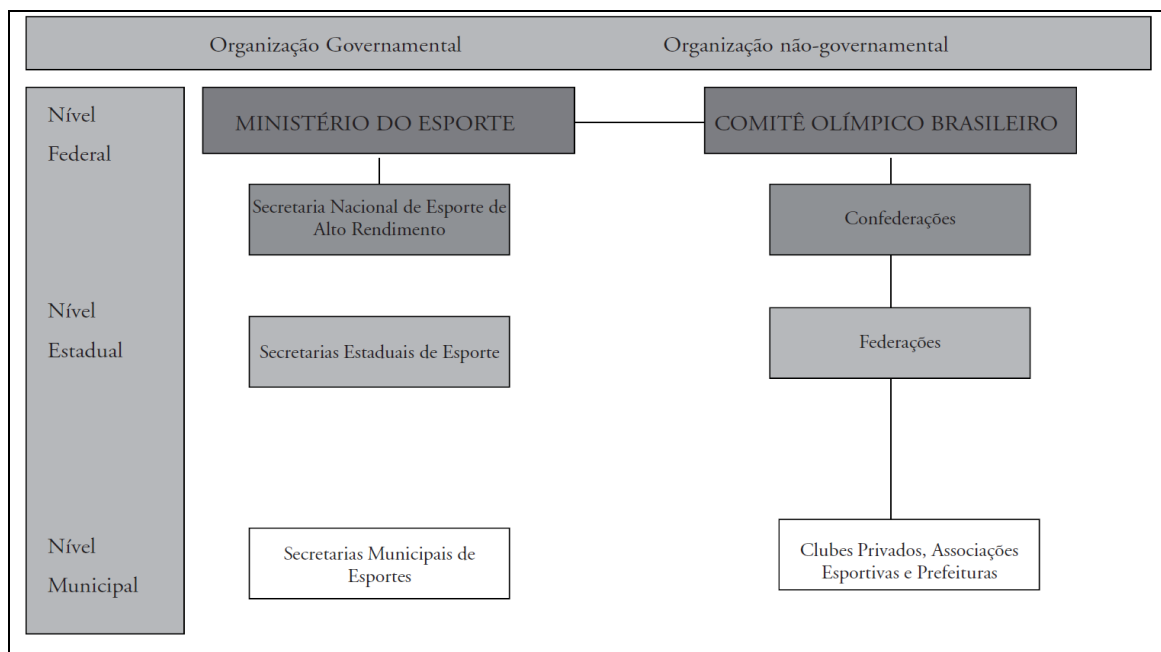 Organização Governamental
Organização não-governamental
Nível
Federal
MINISTÉRIO DO ESPORTE
COMITÊ OLÍMPICO BRASILEIRO
Secretaria Nacional de Esporte de
Alto Rendimento
Confederações
Nível
Estadual
Secretarias Estaduais de Esporte
Federações
Nível
Municipal
Secretarias Municipais de
Esportes
Clubes Privados, Associações
Esportivas e Prefeituras